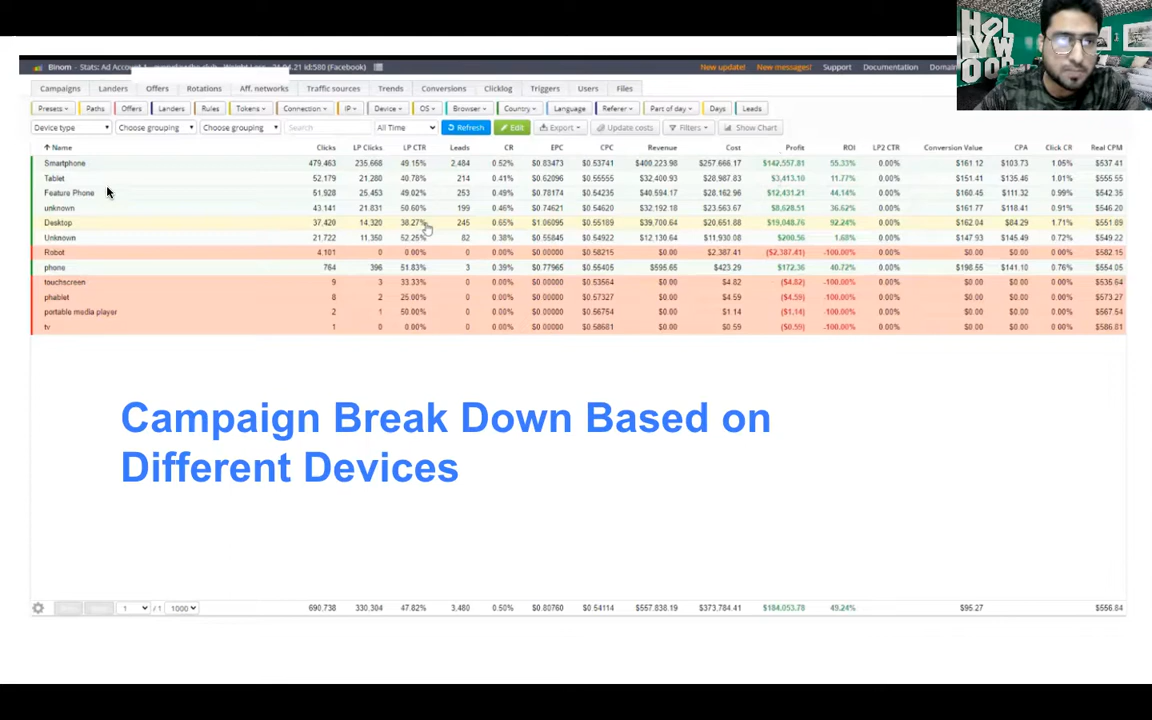 HOLLYWOOD
Binom - Stats: Ad Account 21.04.21 id:580 (Facebook) New update! New messages! Support Documentation
Campaigns Landers Offers Rotations Aff. networks Traffic sources Trends Conversions Clicklog Triggers Users Files
Presets Paths Offers Landers Rules Tokens Connection IP Device OS Browser Country Language Referer Part of day Days Leads
Device type Choose grouping Choose grouping Search All Time Refresh Edit Export Update costs Filters Show Chart
Name Clicks LP Clicks LP CTR Leads CR EPC CPC Revenue Cost Profit ROI LP2 CTR Conversion Value CPA Click CR Real CPM
Smartphone 479,463 235,668 49.15% 2,484 0.52% $0.83473 $0.53741 $400,223.98 $257,666.17 $142,557.81 55.33% 0.00% $161.12 $103.73 1.05% $537.41
Tablet 52,179 21,280 40.78% 214 0.41% $0.62096 $0.55555 $32,400.93 $28,987.83 $3,413.10 11.77% 0.00% $151.41 $135.46 1.01% $555.55
Feature Phone 51,928 25,453 49.02% 253 0.49% $0.78174 $0.54235 $40,594.17 $28,162.96 $12,431.21 44.14% 0.00% $160.45 $111.32 0.99% $542.35
unknown 43,141 21,831 50.60% 199 0.46% $0.74621 $0.54620 $32,192.18 $23,563.67 $8,628.51 36.62% 0.00% $161.77 $118.41 0.91% $546.20
Desktop 37,420 14,320 38.27% 245 0.65% $1.06095 $0.55189 $39,700.64 $20,651.88 $19,048.76 92.24% 0.00% $162.04 $84.29 1.71% $551.89
Unknown 21,722 11,350 52.25% 82 0.38% $0.55845 $0.54922 $12,130.64 $11,930.08 $200.56 1.68% 0.00% $147.93 $145.49 0.72% $549.22
Robot 4,101 0 0.00% 0 0.00% $0.00000 $0.58215 $0.00 $2,387.41 ($2,387.41) -100.00% 0.00% $0.00 $0.00 0.00% $582.15
phone 764 396 51.83% 3 0.39% $0.77965 $0.55405 $595.65 $423.29 $172.36 40.72% 0.00% $198.55 $141.10 0.76% $554.05
touchscreen 9 3 33.33% 0 0.00% $0.00000 $0.53564 $0.00 $4.82 ($4.82) -100.00% 0.00% $0.00 $0.00 0.00% $535.64
phablet 8 2 25.00% 0 0.00% $0.00000 $0.57327 $0.00 $4.59 ($4.59) -100.00% 0.00% $0.00 $0.00 0.00% $573.27
portable media player 2 1 50.00% 0 0.00% $0.00000 $0.56754 $0.00 $1.14 ($1.14) -100.00% 0.00% $0.00 $0.00 0.00% $567.54
tv 1 0 0.00% 0 0.00% $0.00000 $0.58681 $0.00 $0.59 ($0.59) -100.00% 0.00% $0.00 $0.00 0.00% $586.81
Campaign Break Down Based on
Different Devices
1 / 1 1000 690,738 330,304 47.82% 3,480 0.50% $0.80760 $0.54114 $557,838.19 $373,784.41 $184,053.78 49.24% $95.27 $556.84